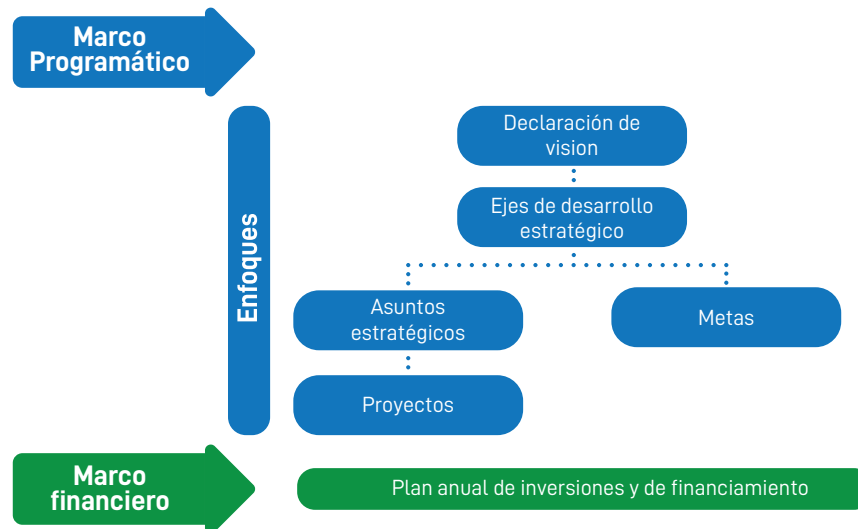 Marco
Programático
Declaración de
vision
Ejes de desarrollo
estratégico
Enfoques
Asuntos
estratégicos
Metas
Proyectos
Marco
financiero
Plan anual de inversiones y de financiamiento